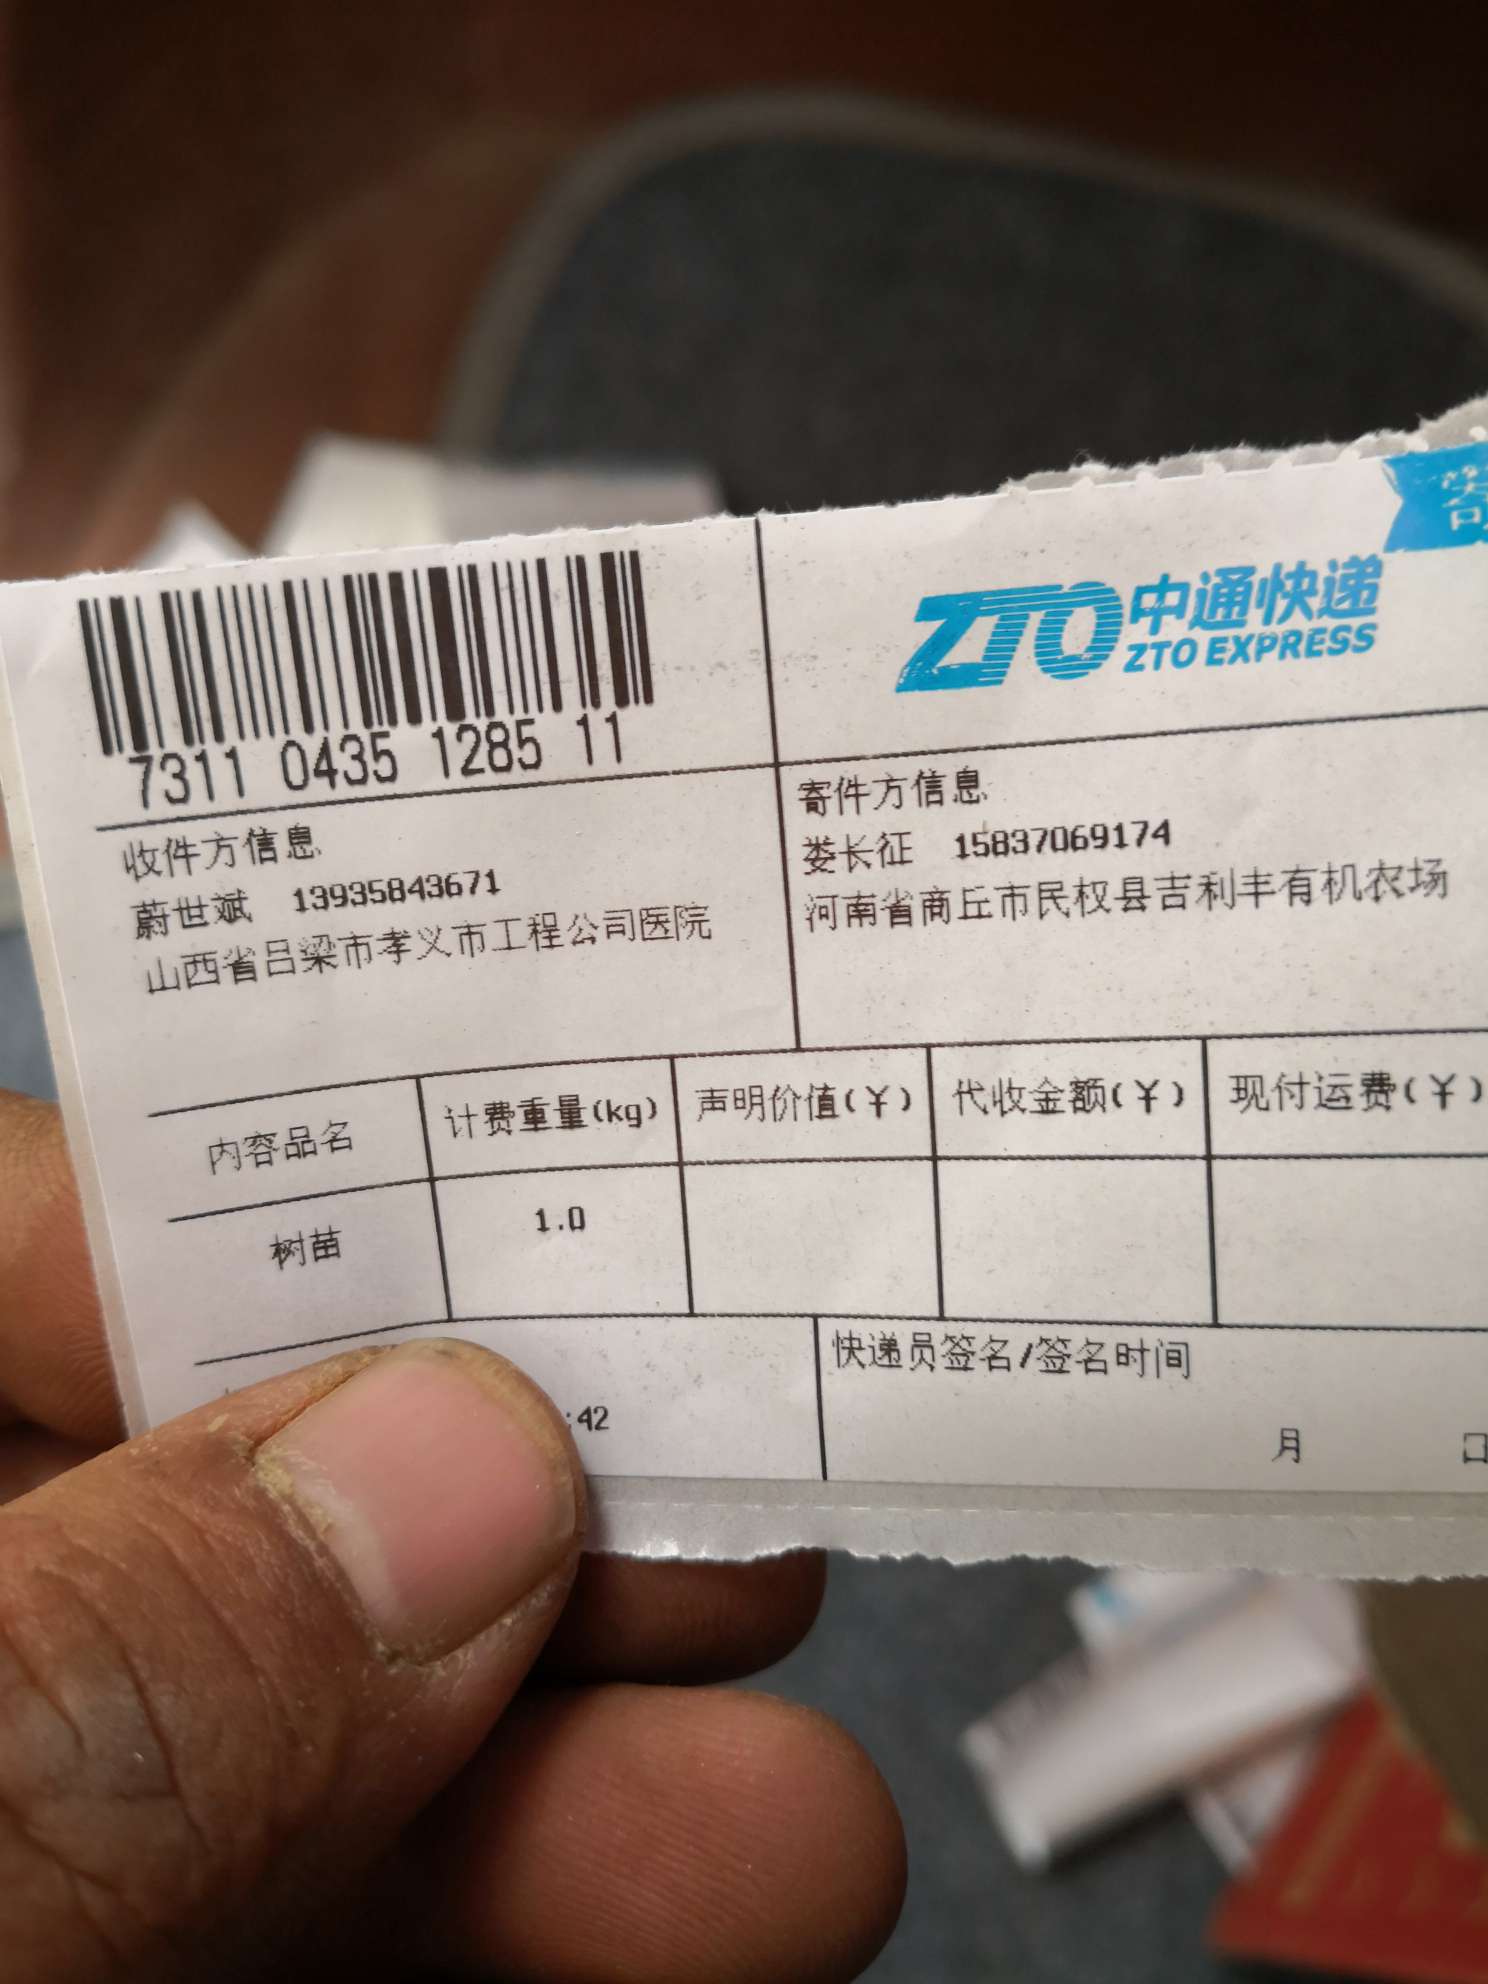 寄
ZTO 中通快递
ZTO EXPRESS
7311 0435 1285 11
收件方信息
蔚世斌 13935843671
山西省吕梁市孝义市工程公司医院
寄件方信息
娄长征 15837069174
河南省商丘市民权县吉利丰有机农场
内容品名 计费重量(kg) 声明价值(¥) 代收金额(¥) 现付运费(¥)
树苗 1.0
:42
快递员签名/签名时间
月 日